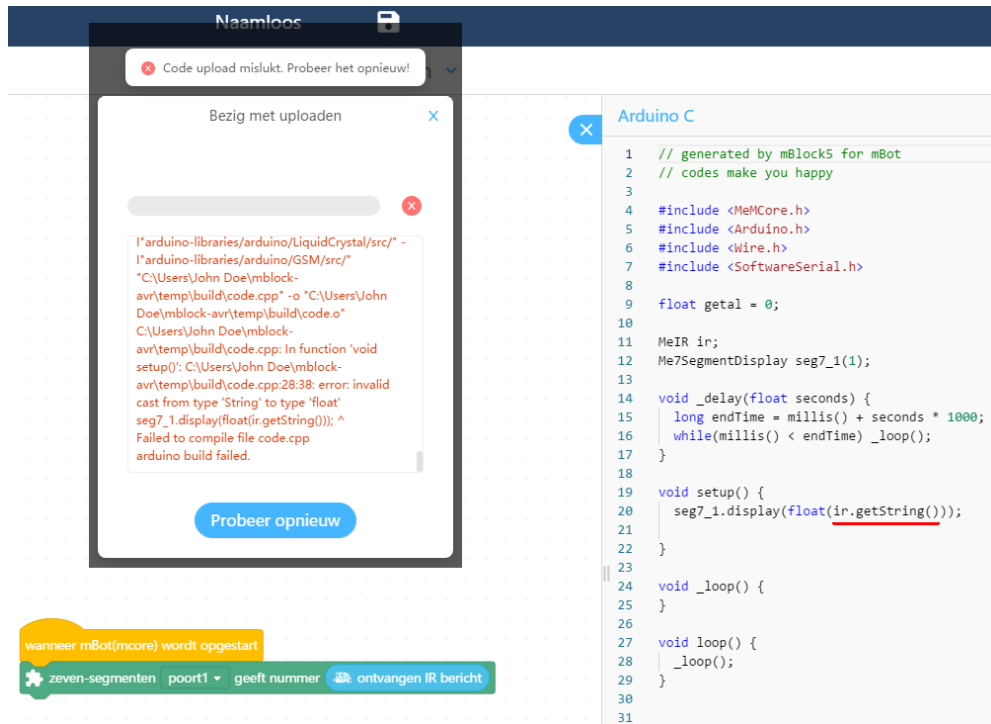 Naamloos
Code upload mislukt. Probeer het opnieuw!
Bezig met uploaden
X
I"arduino-libraries/arduino/LiquidCrystal/src/" -
I"arduino-libraries/arduino/GSM/src/"
"C:\Users\John Doe\mblock-
avr\temp\build\code.cpp" -o "C:\Users\John
Doe\mblock-avr\temp\build\code.o"
C:\Users\John Doe\mblock-
avr\temp\build\code.cpp: In function 'void
setup()': C:\Users\John Doe\mblock-
avr\temp\build\code.cpp:28:38: error: invalid
cast from type 'String' to type 'float'
seg7_1.display(float(ir.getString())); ^
Failed to compile file code.cpp
arduino build failed.
Probeer opnieuw
wanneer mBot(mcore) wordt opgestart
zeven-segmenten poort1 geeft nummer ontvangen IR bericht
Arduino C
1 // generated by mBlock5 for mBot
2 // codes make you happy
3
4 #include <MeMCore.h>
5 #include <Arduino.h>
6 #include <Wire.h>
7 #include <SoftwareSerial.h>
8
9 float getal = 0;
10
11 MeIR ir;
12 Me7SegmentDisplay seg7_1(1);
13
14 void _delay(float seconds) {
15 long endTime = millis() + seconds * 1000;
16 while(millis() < endTime) _loop();
17 }
18
19 void setup() {
20 seg7_1.display(float(ir.getString()));
21
22 }
23
24 void _loop() {
25 }
26
27 void loop() {
28 _loop();
29 }
30
31